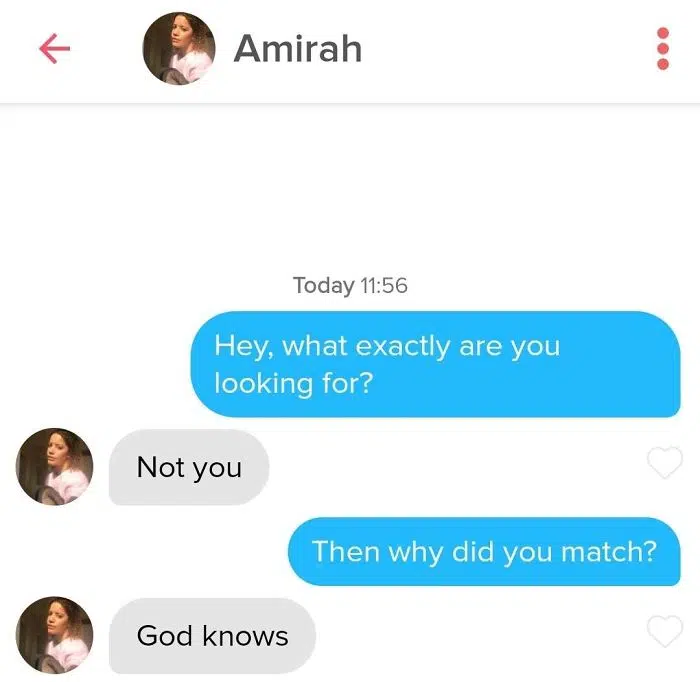 Amirah
Today 11:56
Hey, what exactly are you
looking for?
Not you
Then why did you match?
God knows